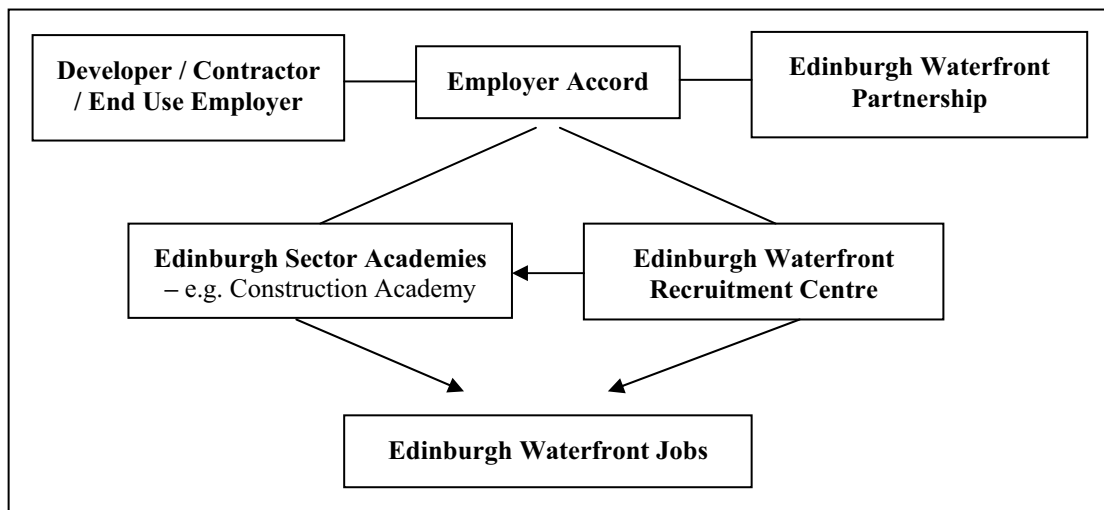 Developer / Contractor
/ End Use Employer
Employer Accord
Edinburgh Waterfront
Partnership
Edinburgh Sector Academies
– e.g. Construction Academy
Edinburgh Waterfront
Recruitment Centre
Edinburgh Waterfront Jobs